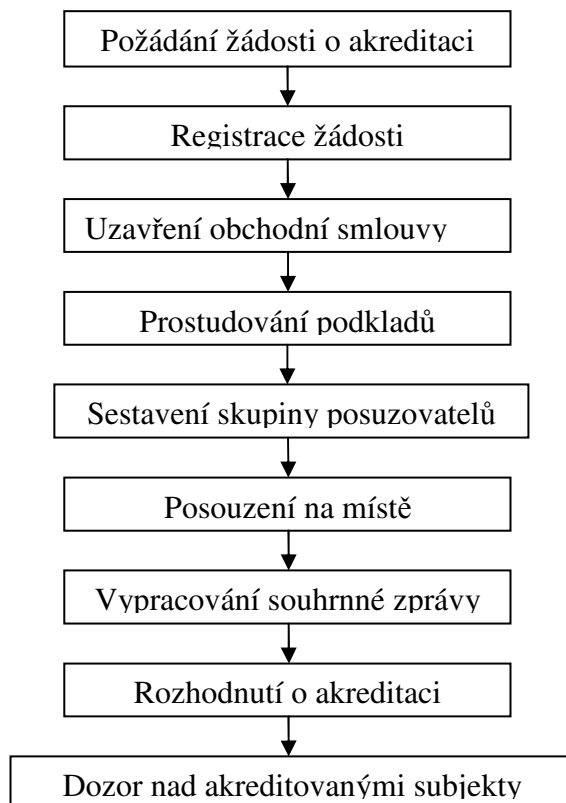 Požádání žádosti o akreditaci
Registrace žádosti
Uzavření obchodní smlouvy
Prostudování podkladů
Sestavení skupiny posuzovatelů
Posouzení na místě
Vypracování souhrnné zprávy
Rozhodnutí o akreditaci
Dozor nad akreditovanými subjekty